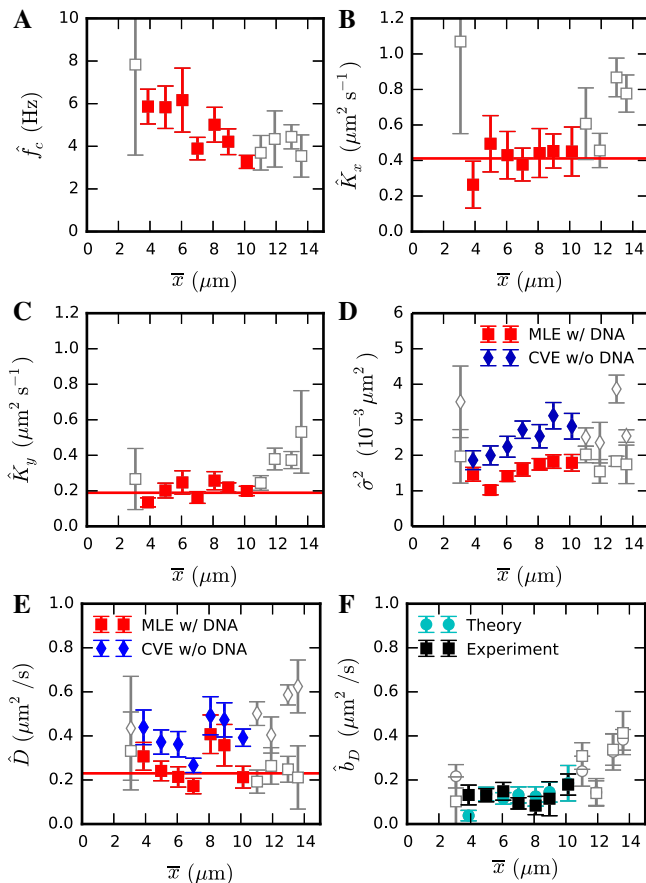 A
10
8
6
4
2
0
f̂_c (Hz)
0 2 4 6 8 10 12 14
x̄ (μm)
B
1.2
1.0
0.8
0.6
0.4
0.2
0.0
K̂_x (μm² s⁻¹)
0 2 4 6 8 10 12 14
x̄ (μm)
C
1.2
1.0
0.8
0.6
0.4
0.2
0.0
K̂_y (μm² s⁻¹)
0 2 4 6 8 10 12 14
x̄ (μm)
D
6
5
4
3
2
1
0
σ̂² (10⁻³ μm²)
MLE w/ DNA
CVE w/o DNA
0 2 4 6 8 10 12 14
x̄ (μm)
E
1.0
0.8
0.6
0.4
0.2
0.0
D̂ (μm²/s)
MLE w/ DNA
CVE w/o DNA
0 2 4 6 8 10 12 14
x̄ (μm)
F
1.0
0.8
0.6
0.4
0.2
0.0
b̂_D (μm²/s)
Theory
Experiment
0 2 4 6 8 10 12 14
x̄ (μm)